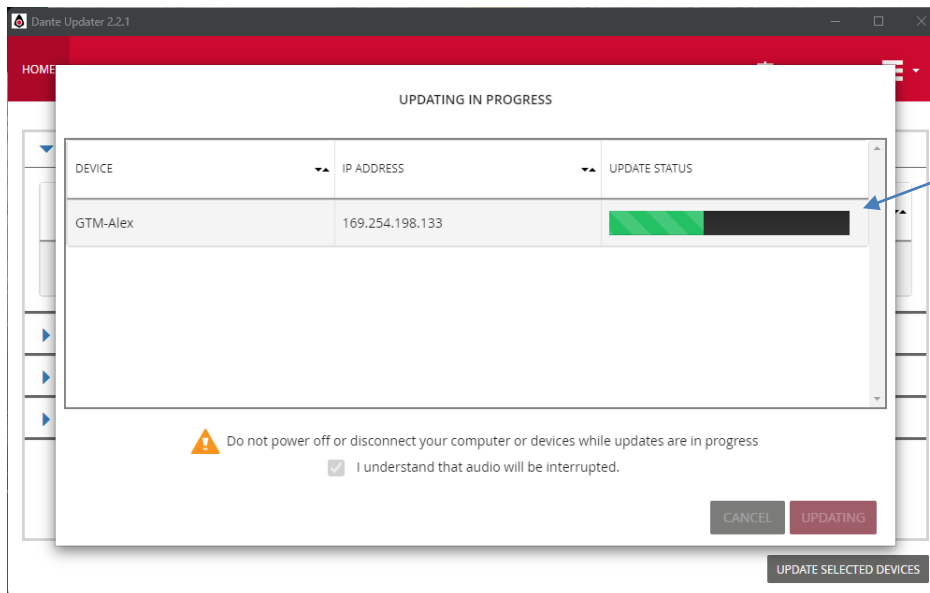 Dante Updater 2.2.1
HOME
UPDATING IN PROGRESS
DEVICE IP ADDRESS UPDATE STATUS
GTM-Alex 169.254.198.133
Do not power off or disconnect your computer or devices while updates are in progress
I understand that audio will be interrupted.
CANCEL UPDATING
UPDATE SELECTED DEVICES